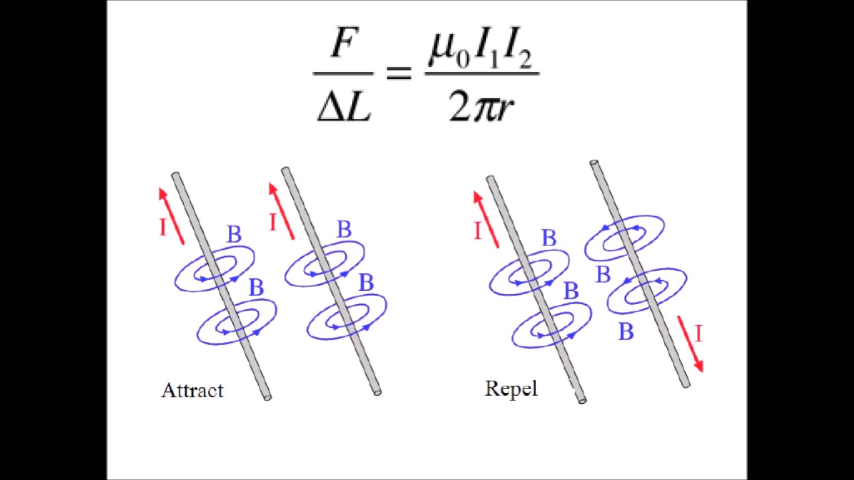 F/ΔL = μ₀I₁I₂/2πr
I B B
I B B
Attract
I B B
B B I
Repel